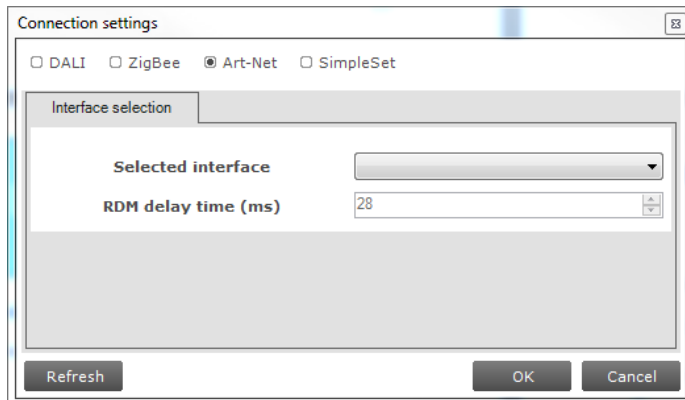 Connection settings
DALI ZigBee Art-Net SimpleSet
Interface selection
Selected interface
RDM delay time (ms) 28
Refresh OK Cancel